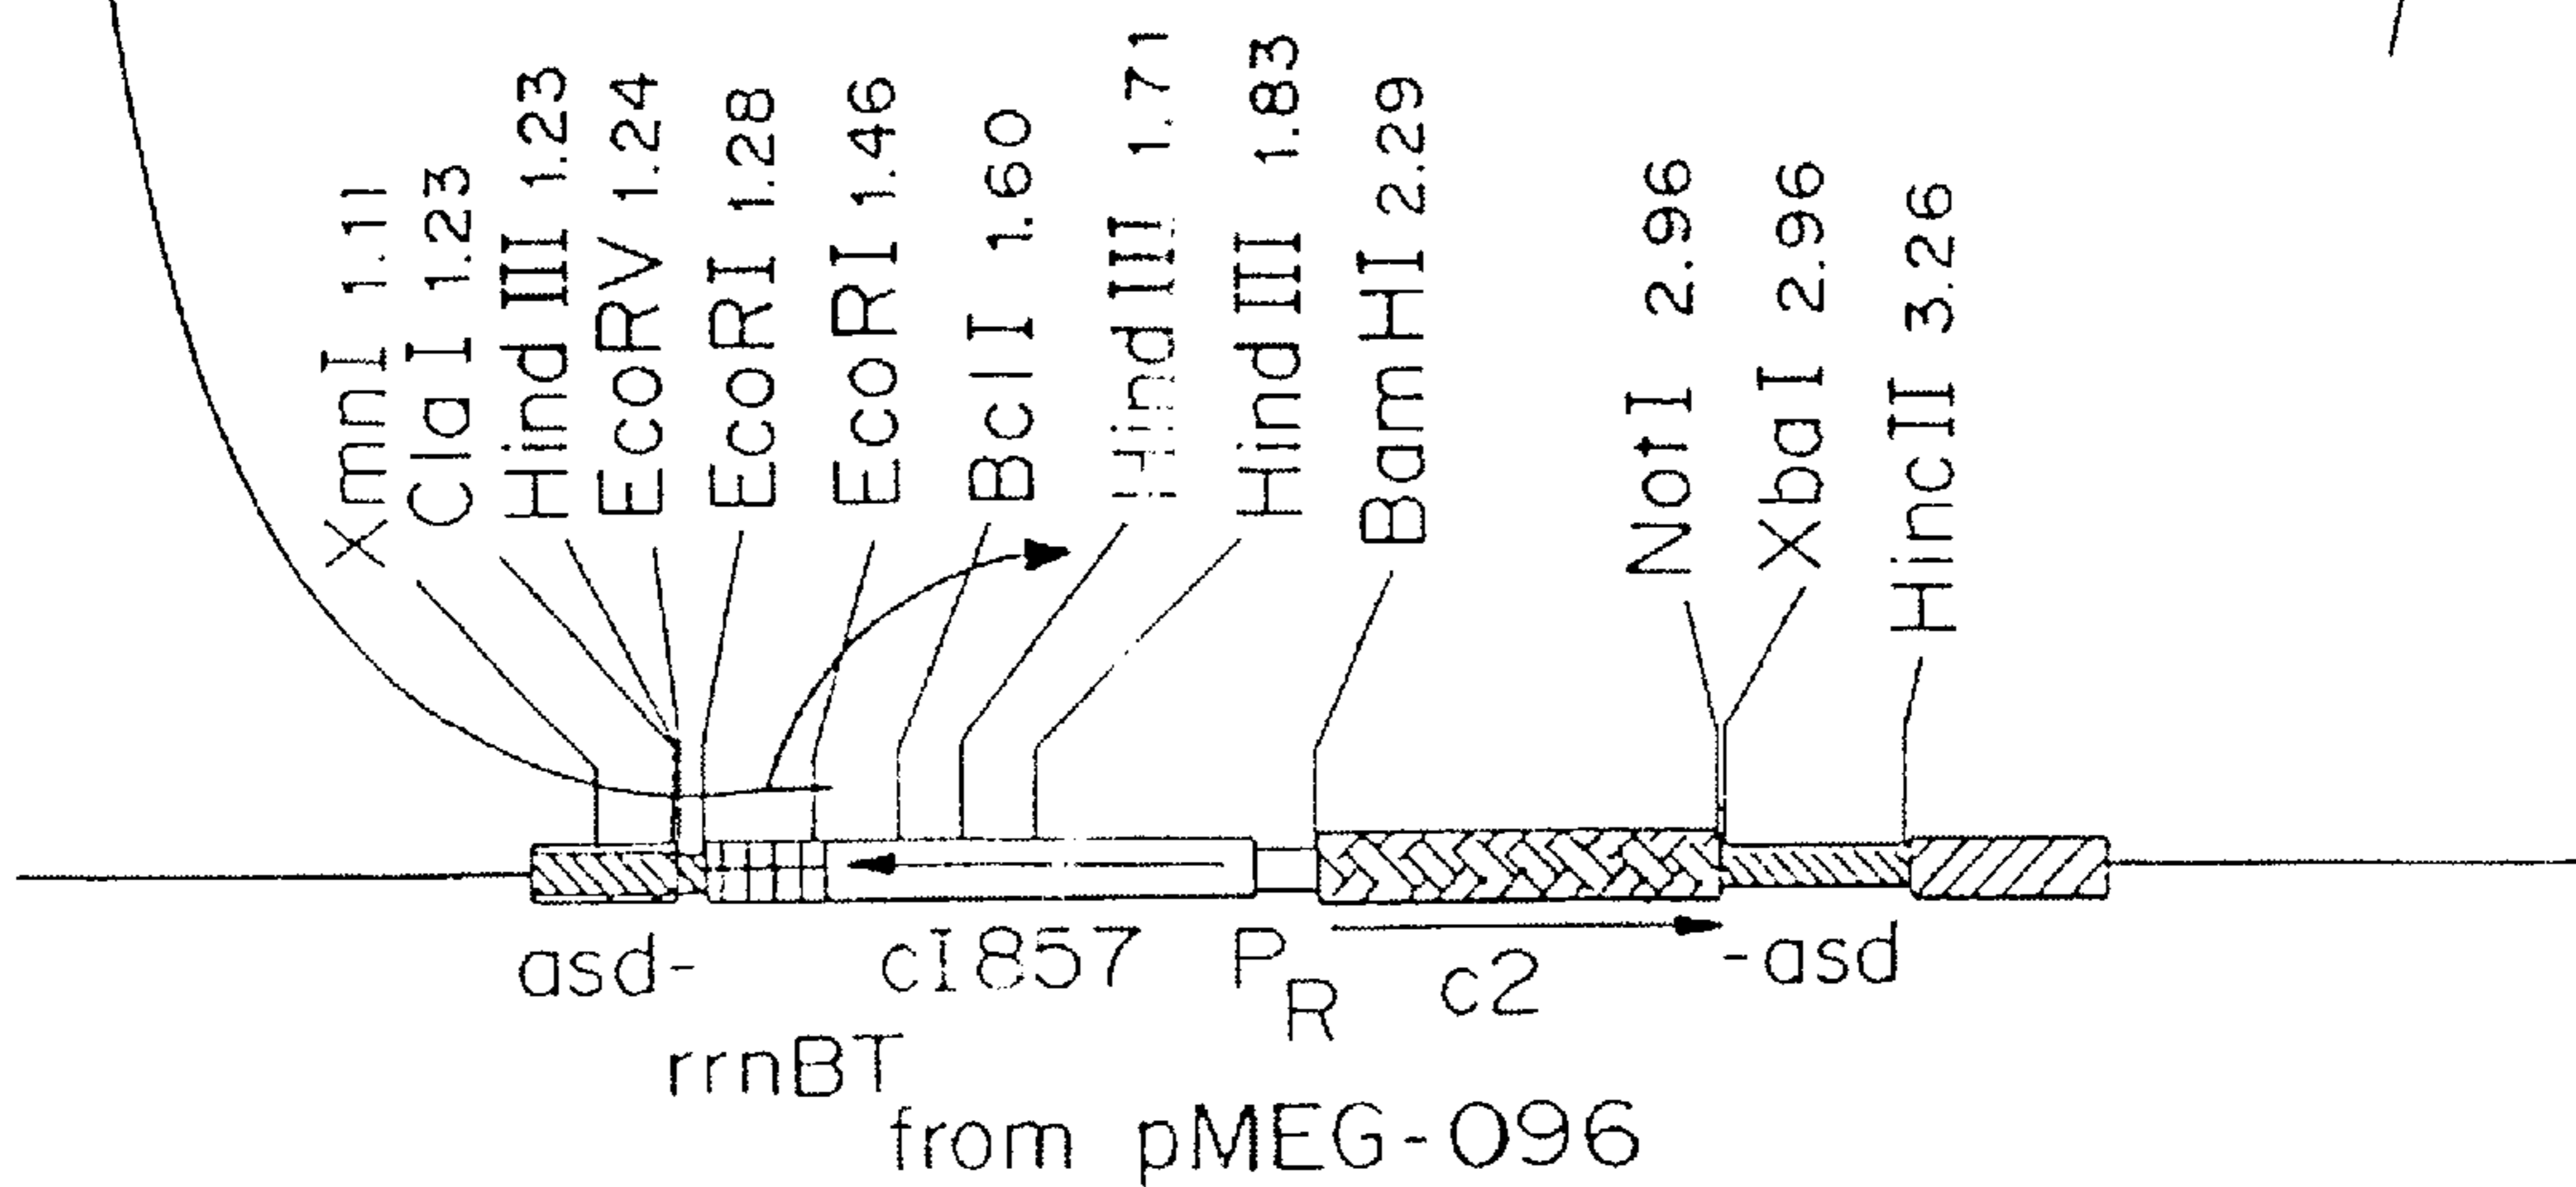 XmnI 1.11
ClaI 1.23
HindIII 1.23
EcoRV 1.24
EcoRI 1.28
EcoRI 1.46
BclI 1.60
HindIII 1.71
HindIII 1.83
BamHI 2.29
NotI 2.96
XbaI 2.96
HincII 3.26
asd- cI857 PR c2 -asd
rrnBT
from pMEG-096